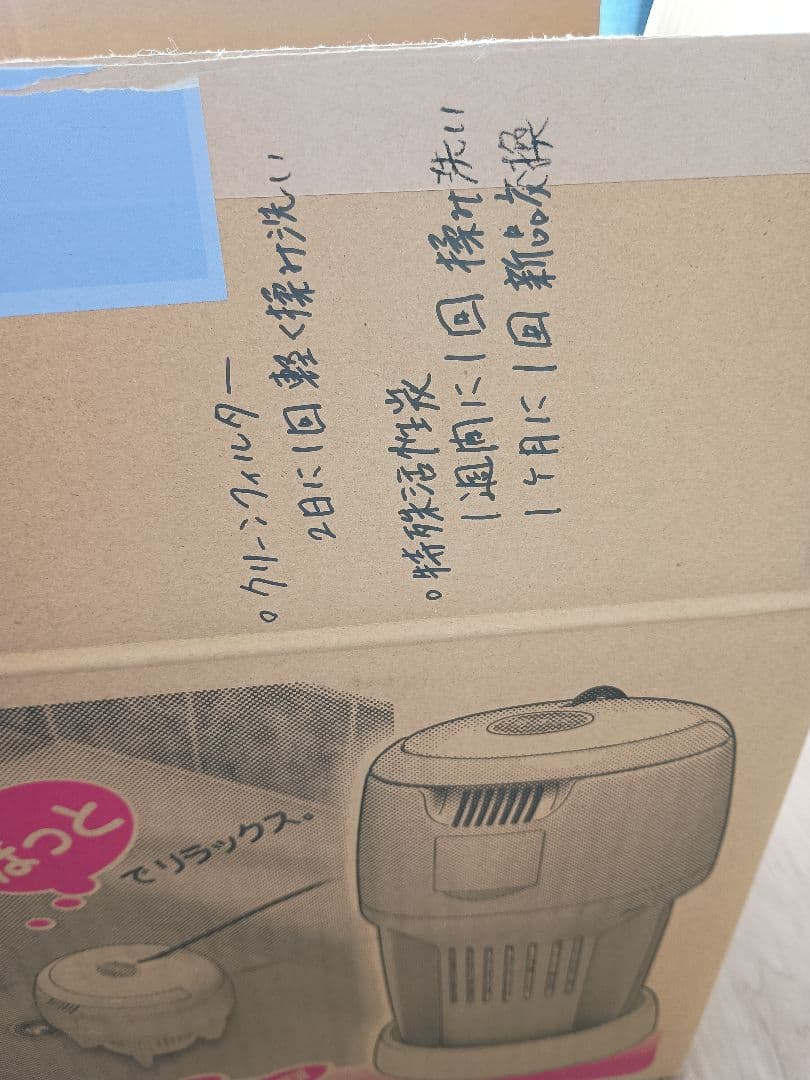 ○クリーンフィルター
2日に1回 軽く揉み洗い
○特殊活性炭
1週間に1回 揉み洗い
1ヶ月に1回 新品交換
でリラックス。